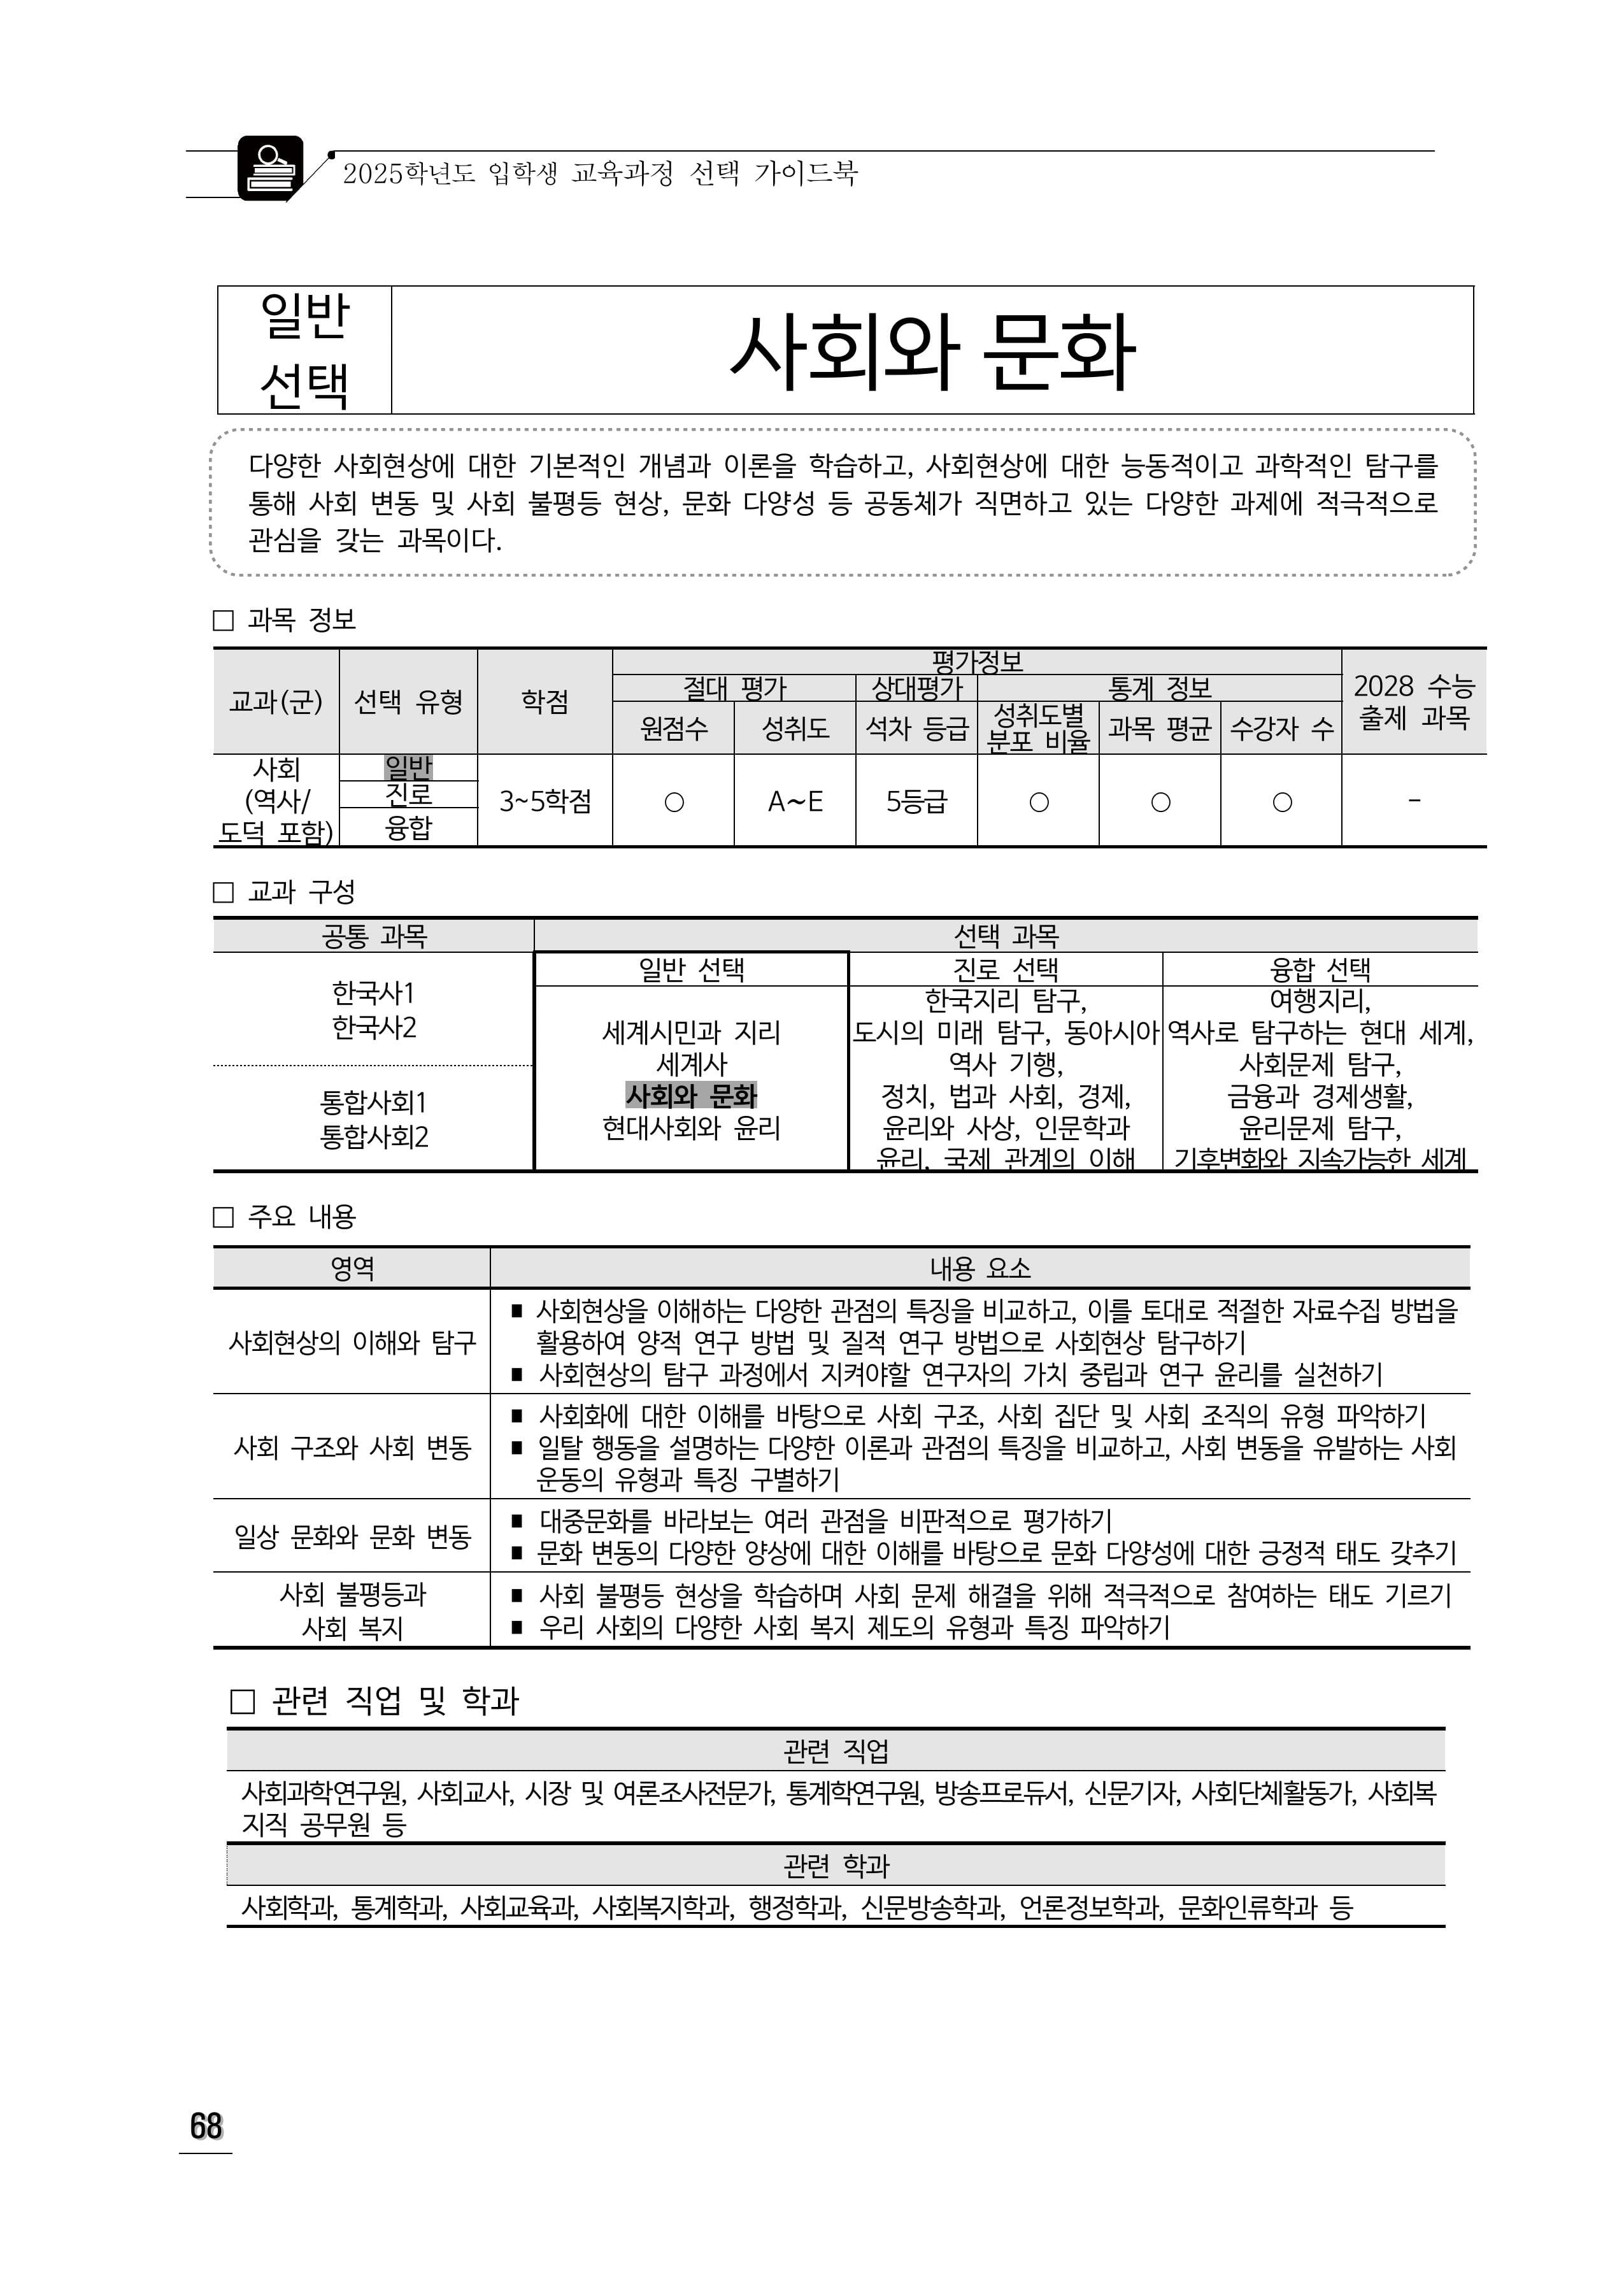 2025학년도 입학생 교육과정 선택 가이드북
일반
선택
사회와 문화
다양한 사회현상에 대한 기본적인 개념과 이론을 학습하고, 사회현상에 대한 능동적이고 과학적인 탐구를
통해 사회 변동 및 사회 불평등 현상, 문화 다양성 등 공동체가 직면하고 있는 다양한 과제에 적극적으로
관심을 갖는 과목이다.
□ 과목 정보
교과(군) 선택 유형 학점 평가정보 2028 수능
출제 과목
절대 평가 상대평가 통계 정보
원점수 성취도 석차 등급 성취도별
분포 비율 과목 평균 수강자 수
사회
(역사/
도덕 포함)
일반
진로
융합
3~5학점 ○ A~E 5등급 ○ ○ ○ -
□ 교과 구성
공통 과목 선택 과목
일반 선택 진로 선택 융합 선택
한국사1
한국사2
통합사회1
통합사회2
세계시민과 지리
세계사
사회와 문화
현대사회와 윤리
한국지리 탐구,
도시의 미래 탐구, 동아시아
역사 기행,
정치, 법과 사회, 경제,
윤리와 사상, 인문학과
윤리, 국제 관계의 이해
여행지리,
역사로 탐구하는 현대 세계,
사회문제 탐구,
금융과 경제생활,
윤리문제 탐구,
기후변화와 지속가능한 세계
□ 주요 내용
영역 내용 요소
사회현상의 이해와 탐구
▪ 사회현상을 이해하는 다양한 관점의 특징을 비교하고, 이를 토대로 적절한 자료수집 방법을
활용하여 양적 연구 방법 및 질적 연구 방법으로 사회현상 탐구하기
▪ 사회현상의 탐구 과정에서 지켜야할 연구자의 가치 중립과 연구 윤리를 실천하기
사회 구조와 사회 변동
▪ 사회화에 대한 이해를 바탕으로 사회 구조, 사회 집단 및 사회 조직의 유형 파악하기
▪ 일탈 행동을 설명하는 다양한 이론과 관점의 특징을 비교하고, 사회 변동을 유발하는 사회
운동의 유형과 특징 구별하기
일상 문화와 문화 변동
▪ 대중문화를 바라보는 여러 관점을 비판적으로 평가하기
▪ 문화 변동의 다양한 양상에 대한 이해를 바탕으로 문화 다양성에 대한 긍정적 태도 갖추기
사회 불평등과
사회 복지
▪ 사회 불평등 현상을 학습하며 사회 문제 해결을 위해 적극적으로 참여하는 태도 기르기
▪ 우리 사회의 다양한 사회 복지 제도의 유형과 특징 파악하기
□ 관련 직업 및 학과
관련 직업
사회과학연구원, 사회교사, 시장 및 여론조사전문가, 통계학연구원, 방송프로듀서, 신문기자, 사회단체활동가, 사회복
지직 공무원 등
관련 학과
사회학과, 통계학과, 사회교육과, 사회복지학과, 행정학과, 신문방송학과, 언론정보학과, 문화인류학과 등
68